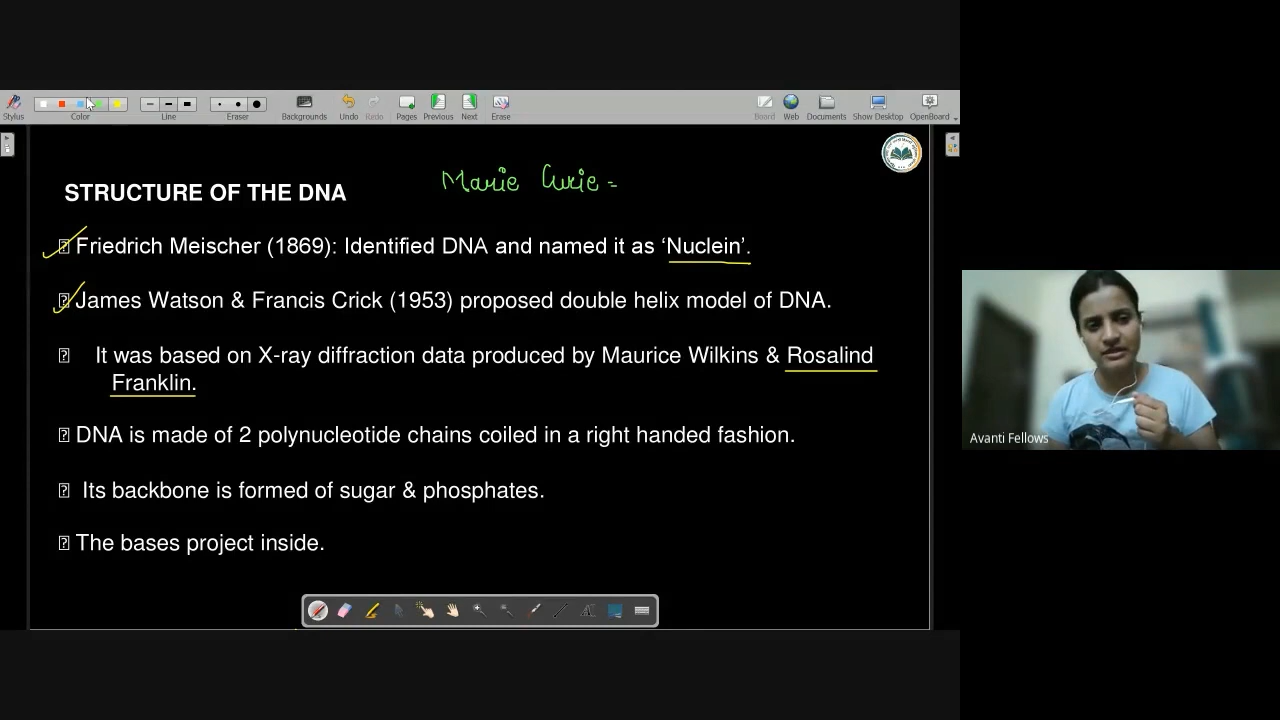 Stylus
Color
Line
Eraser
Backgrounds
Undo
Redo
Pages
Previous
Next
Erase
Board
Web
Documents
Show Desktop
OpenBoard
STRUCTURE OF THE DNA
Marie Curie =
Friedrich Meischer (1869): Identified DNA and named it as ‘Nuclein’.
James Watson & Francis Crick (1953) proposed double helix model of DNA.
It was based on X-ray diffraction data produced by Maurice Wilkins & Rosalind
Franklin.
DNA is made of 2 polynucleotide chains coiled in a right handed fashion.
Its backbone is formed of sugar & phosphates.
The bases project inside.
Avanti Fellows